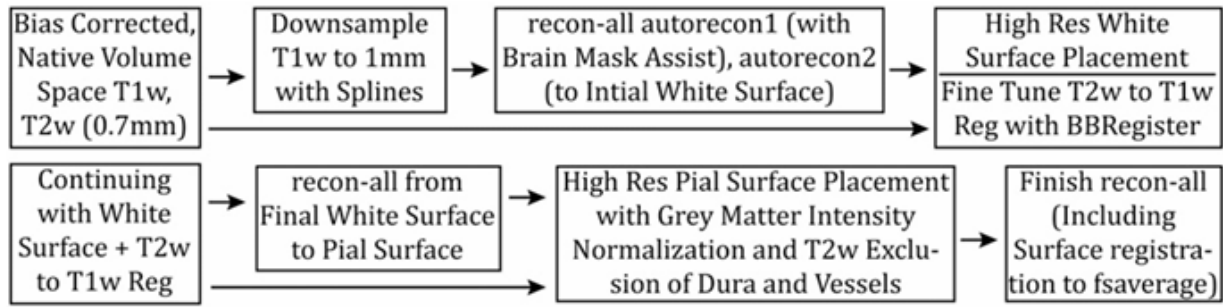 Bias Corrected,
Native Volume
Space T1w,
T2w (0.7mm)
Downsample
T1w to 1mm
with Splines
recon-all autorecon1 (with
Brain Mask Assist), autorecon2
(to Intial White Surface)
High Res White
Surface Placement
Fine Tune T2w to T1w
Reg with BBRegister
Continuing
with White
Surface + T2w
to T1w Reg
recon-all from
Final White Surface
to Pial Surface
High Res Pial Surface Placement
with Grey Matter Intensity
Normalization and T2w Exclu-
sion of Dura and Vessels
Finish recon-all
(Including
Surface registra-
tion to fsaverage)